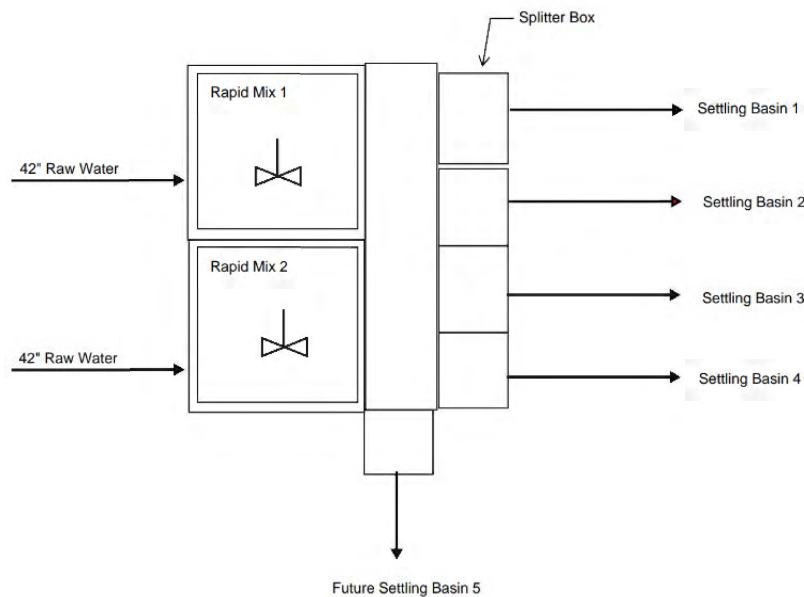 Splitter Box
Rapid Mix 1
Settling Basin 1
42" Raw Water
Settling Basin 2
Rapid Mix 2
Settling Basin 3
42" Raw Water
Settling Basin 4
Future Settling Basin 5